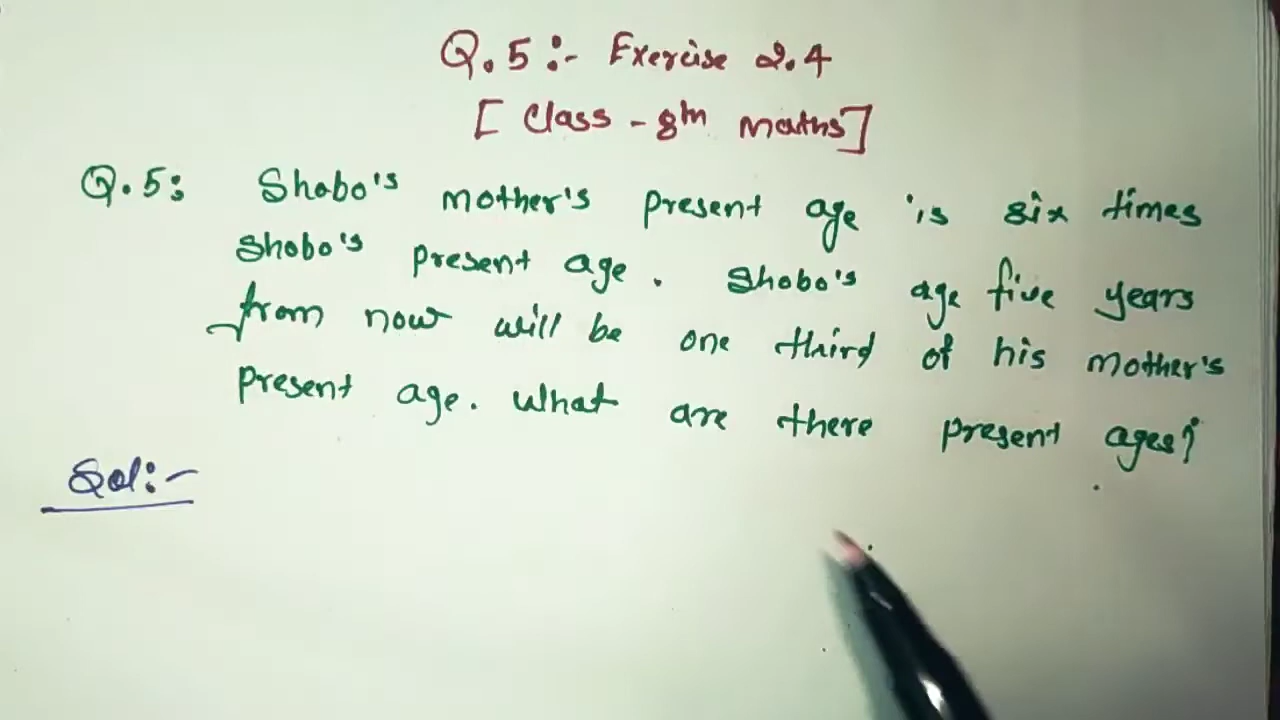 Q.5:- Exercise 2.4
[Class - 8th maths]
Q.5: Shobo's mother's present age is six times
Shobo's present age. Shobo's age five years
from now will be one third of his mother's
present age. What are there present ages?
Sol:-